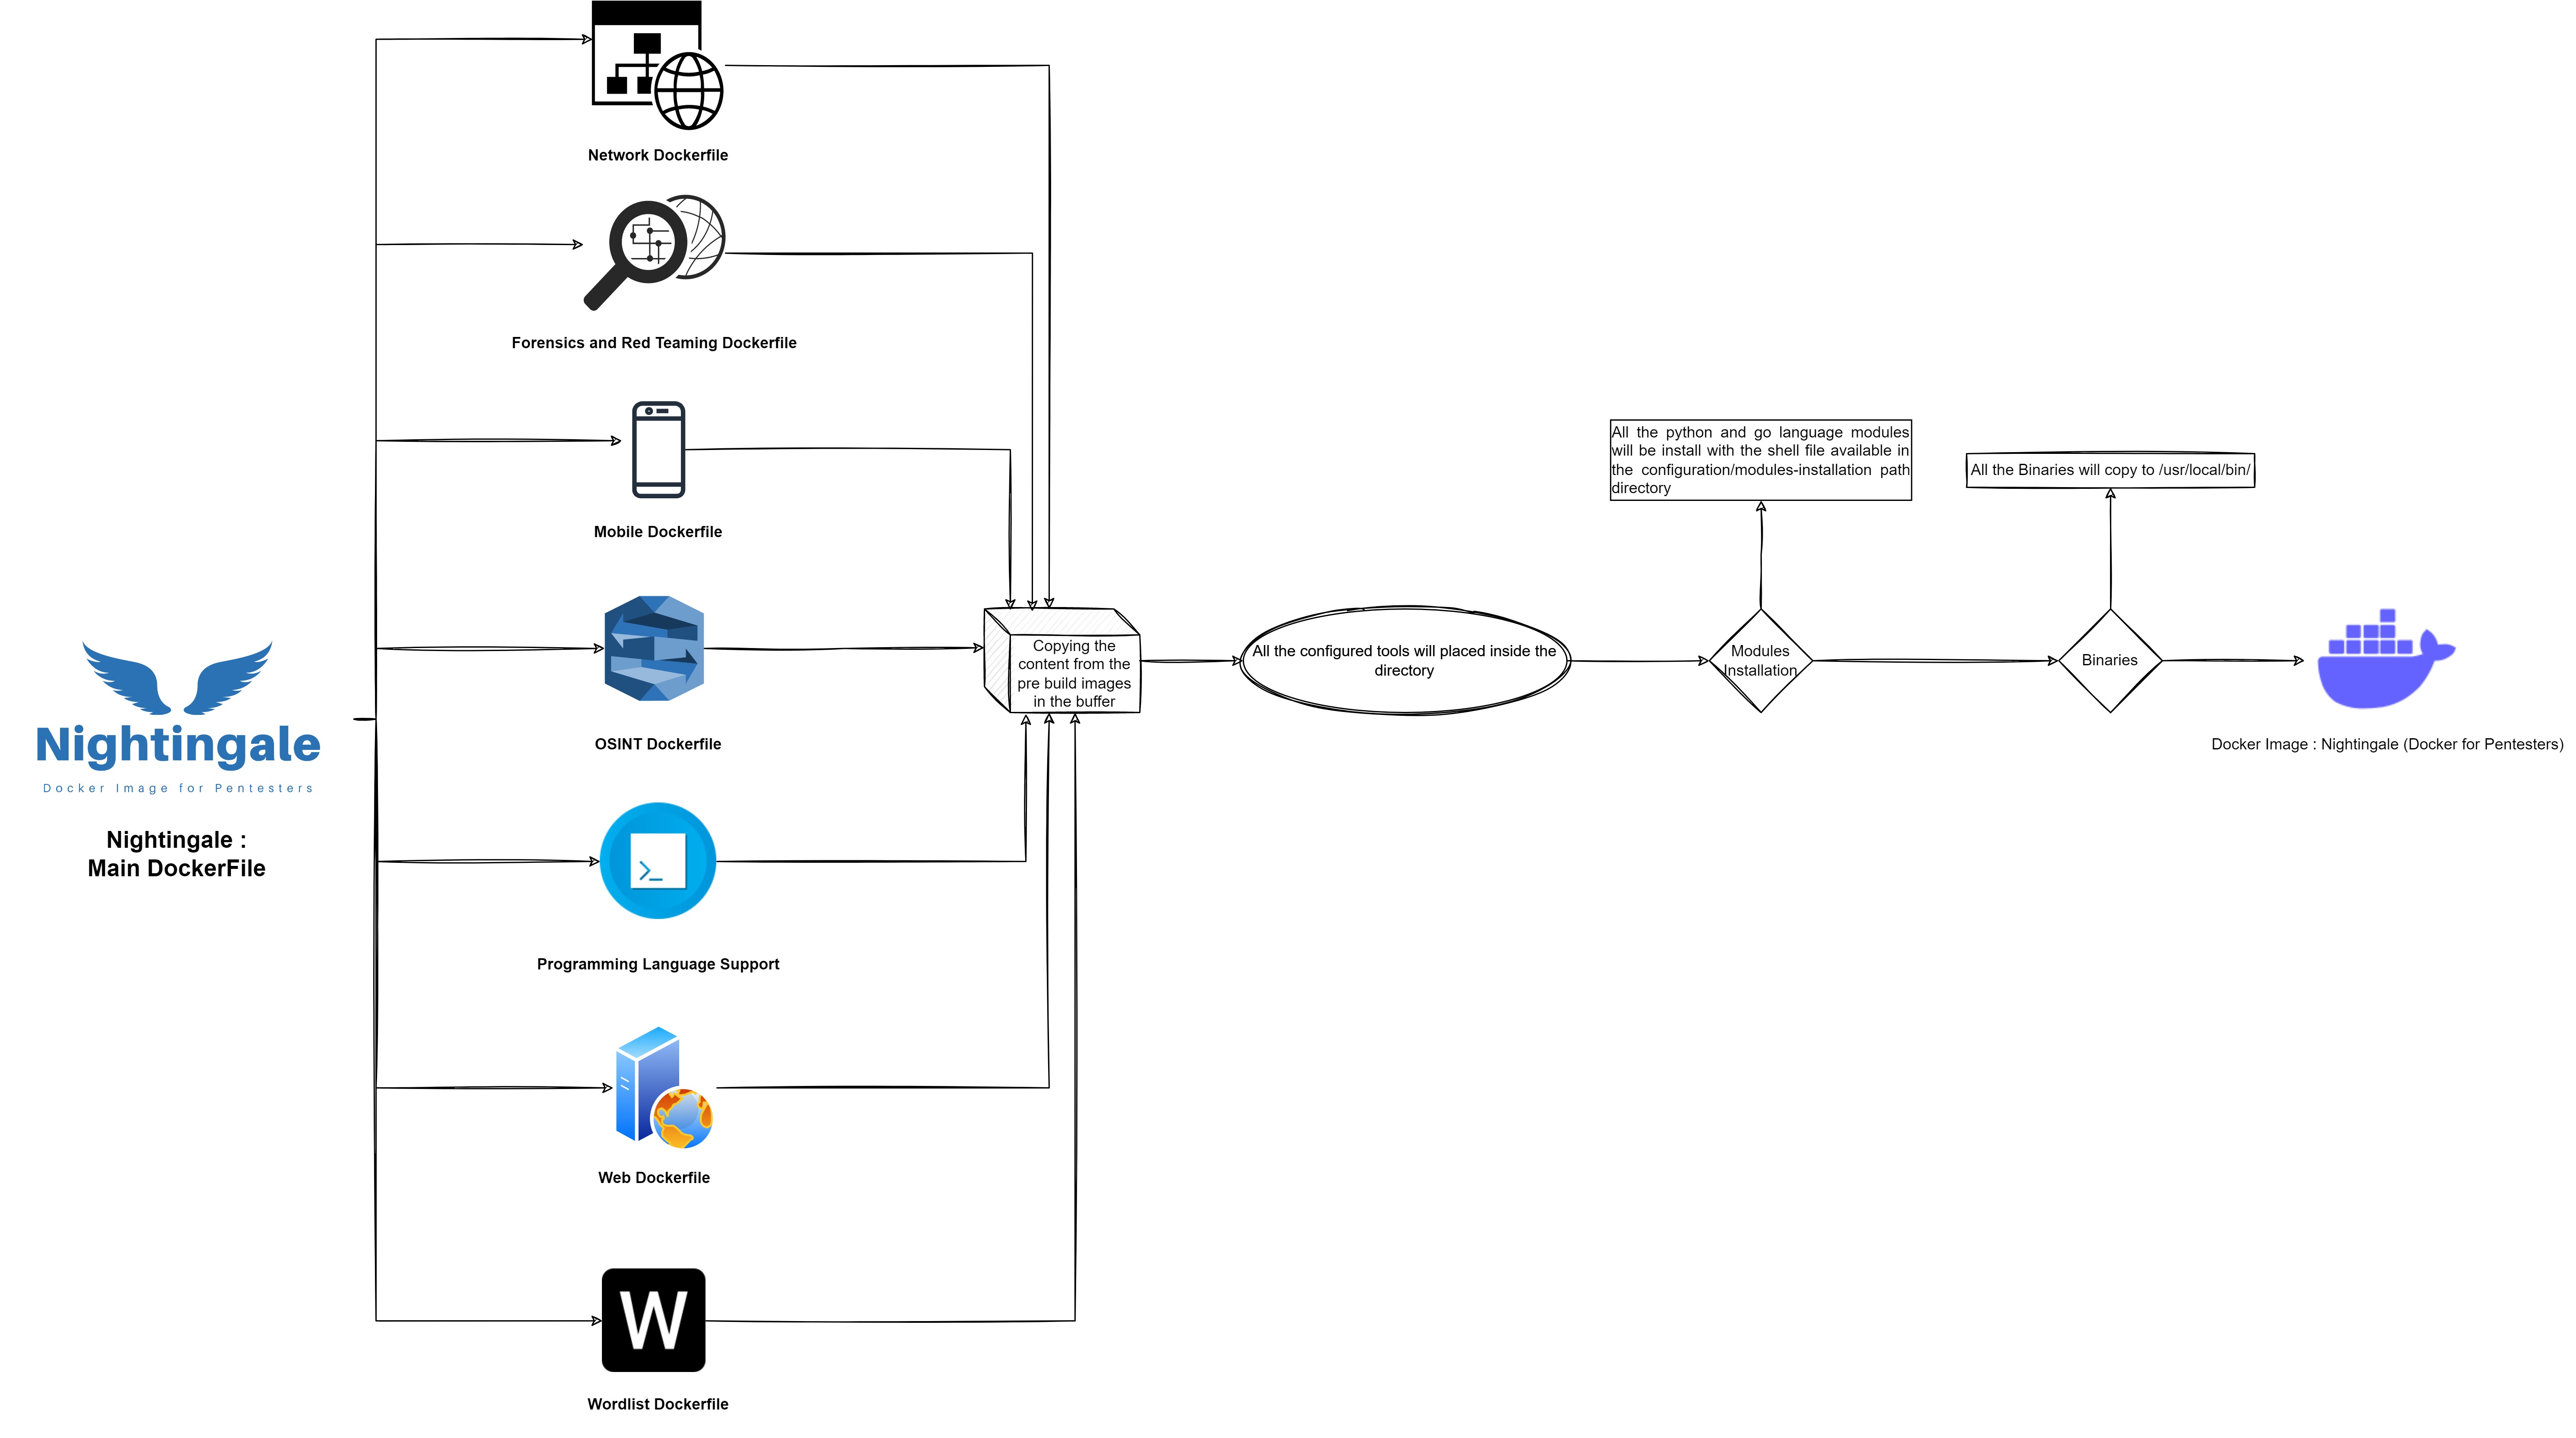 Network Dockerfile
Forensics and Red Teaming Dockerfile
Mobile Dockerfile
OSINT Dockerfile
Programming Language Support
Web Dockerfile
W
Wordlist Dockerfile
Nightingale
Docker Image for Pentesters
Nightingale :
Main DockerFile
>_
Copying the
content from the
pre build images
in the buffer
All the configured tools will placed inside the
directory
All the python and go language modules
will be install with the shell file available in
the configuration/modules-installation path
directory
Modules
Installation
All the Binaries will copy to /usr/local/bin/
Binaries
Docker Image : Nightingale (Docker for Pentesters)